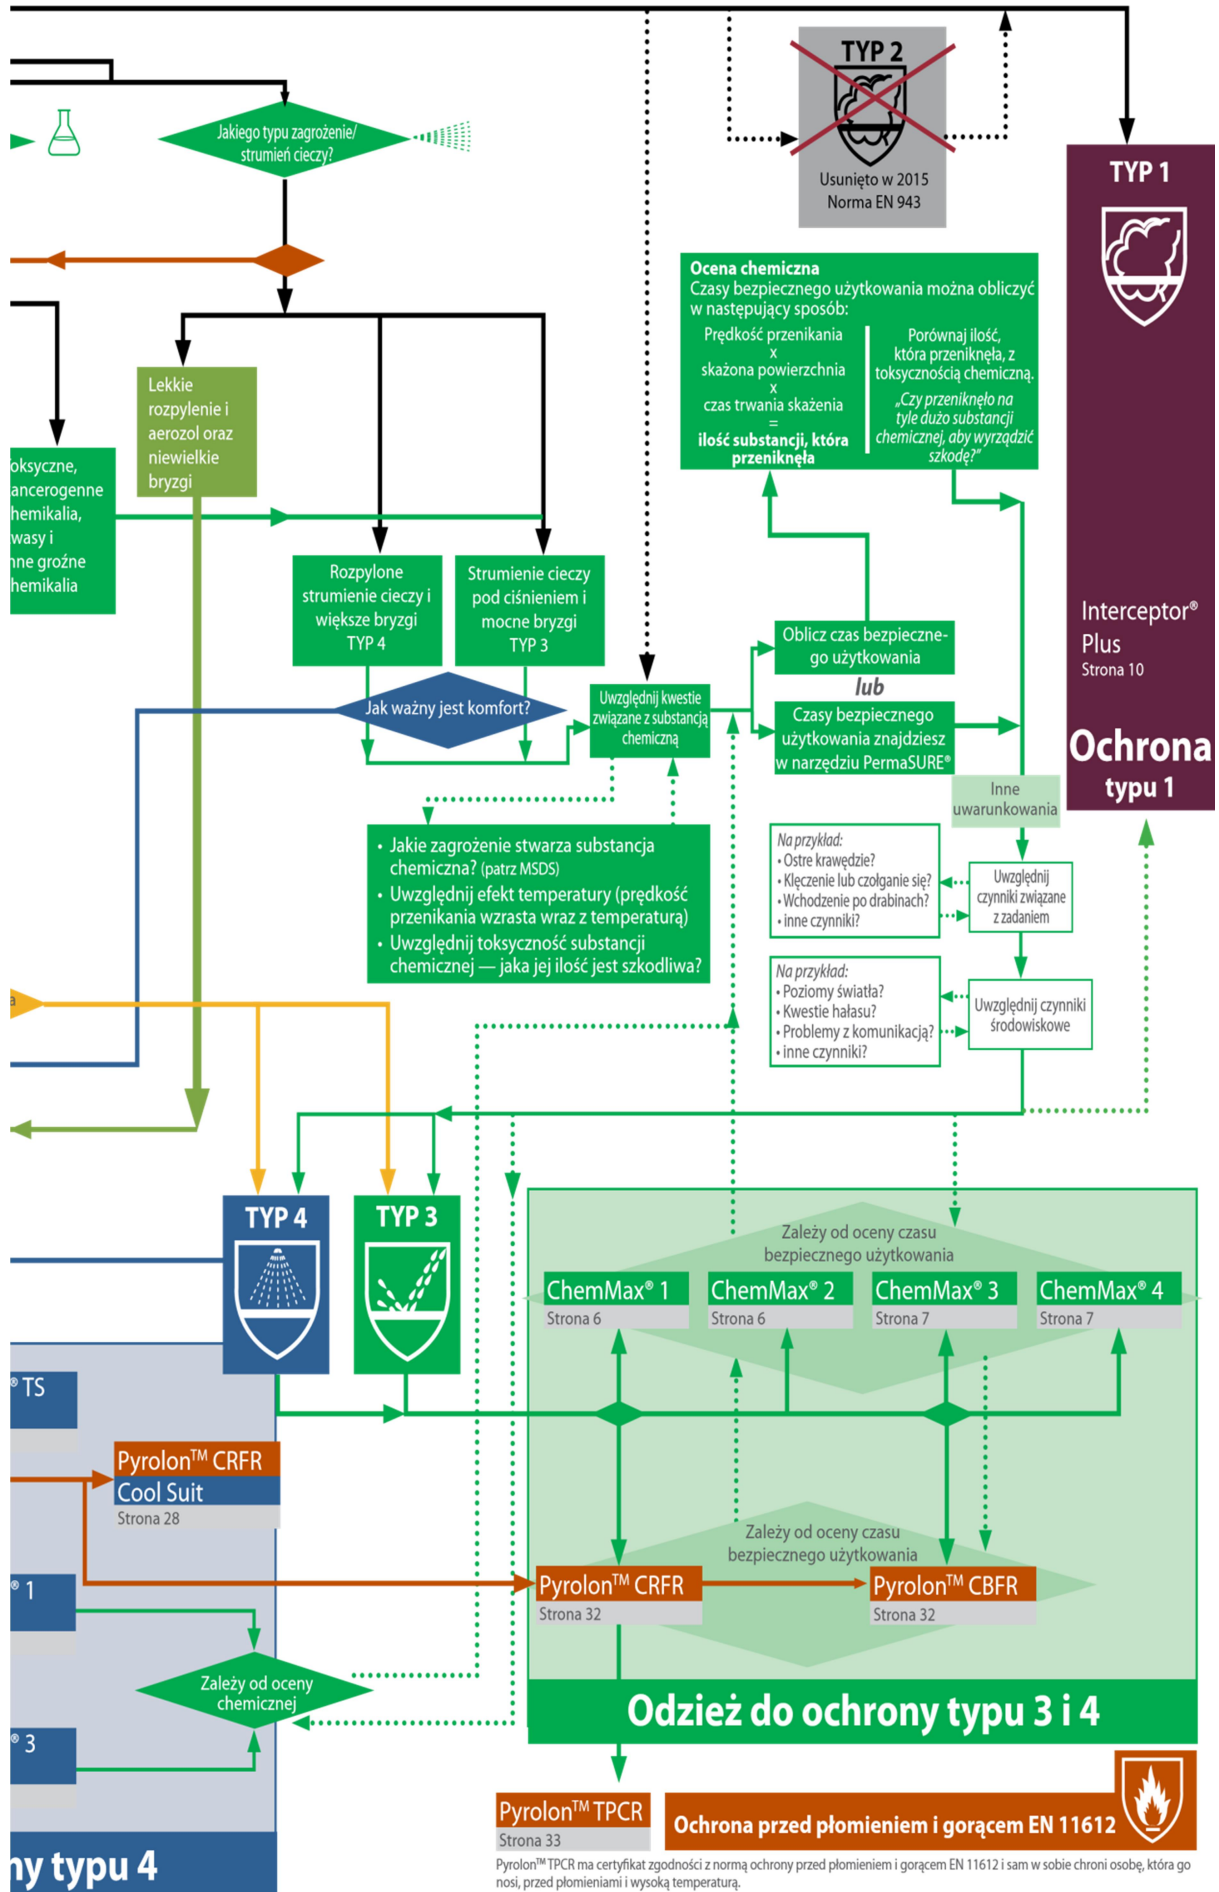 TYP 2
Usunięto w 2015
Norma EN 943
Jakiego typu zagrożenie/
strumień cieczy?
TYP 1
Interceptor®
Plus
Strona 10
Ochrona
typu 1
Ocena chemiczna
Czasy bezpiecznego użytkowania można obliczyć
w następujący sposób:
Prędkość przenikania
x
skażona powierzchnia
x
czas trwania skażenia
=
ilość substancji, która
przeniknęła
Porównaj ilość,
która przeniknęła, z
toksycznością chemiczną.
„Czy przeniknęło na
tyle dużo substancji
chemicznej, aby wyrządzić
szkodę?”
Lekkie
rozpylenie i
aerozol oraz
niewielkie
bryzgi
oksyczne,
ancerogenne
hemikalia,
wasy i
nne groźne
hemikalia
Rozpylone
strumienie cieczy i
większe bryzgi
TYP 4
Strumienie cieczy
pod ciśnieniem i
mocne bryzgi
TYP 3
Jak ważny jest komfort?
Uwzględnij kwestie
związane z substancją
chemiczną
Oblicz czas bezpieczne-
go użytkowania
lub
Czasy bezpiecznego
użytkowania znajdziesz
w narzędziu PermaSURE®
Inne
uwarunkowania
• Jakie zagrożenie stwarza substancja
chemiczna? (patrz MSDS)
• Uwzględnij efekt temperatury (prędkość
przenikania wzrasta wraz z temperaturą)
• Uwzględnij toksyczność substancji
chemicznej — jaka jej ilość jest szkodliwa?
Na przykład:
• Ostre krawędzie?
• Klęczenie lub czołganie się?
• Wchodzenie po drabinach?
• inne czynniki?
Uwzględnij
czynniki związane
z zadaniem
Na przykład:
• Poziomy światła?
• Kwestie hałasu?
• Problemy z komunikacją?
• inne czynniki?
Uwzględnij czynniki
środowiskowe
a
TYP 4
TYP 3
Zależy od oceny czasu
bezpiecznego użytkowania
ChemMax® 1
Strona 6
ChemMax® 2
Strona 6
ChemMax® 3
Strona 7
ChemMax® 4
Strona 7
® TS
Pyrolon™ CRFR
Cool Suit
Strona 28
Zależy od oceny czasu
bezpiecznego użytkowania
Pyrolon™ CRFR
Strona 32
Pyrolon™ CBFR
Strona 32
® 1
Zależy od oceny
chemicznej
® 3
Odzież do ochrony typu 3 i 4
ny typu 4
Pyrolon™ TPCR
Strona 33
Ochrona przed płomieniem i gorącem EN 11612
Pyrolon™ TPCR ma certyfikat zgodności z normą ochrony przed płomieniem i gorącem EN 11612 i sam w sobie chroni osobę, która go
nosi, przed płomieniami i wysoką temperaturą.